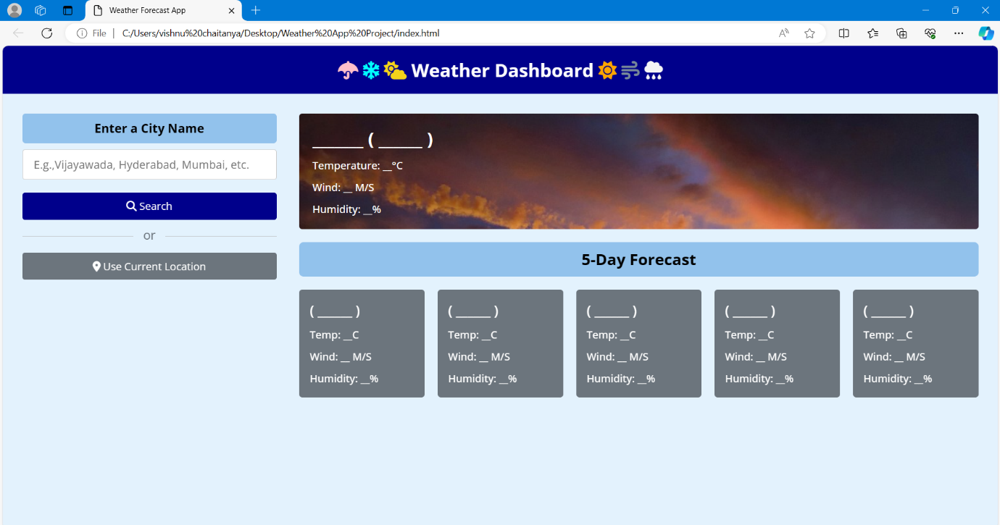 Weather Forecast App
File | C:/Users/vishnu%20chaitanya/Desktop/Weather%20App%20Project/index.html
Weather Dashboard
Enter a City Name
E.g.,Vijayawada, Hyderabad, Mumbai, etc.
Search
or
Use Current Location
______ ( ______ )
Temperature: __°C
Wind: __ M/S
Humidity: __%
5-Day Forecast
( ______ )
Temp: __C
Wind: __ M/S
Humidity: __%
( ______ )
Temp: __C
Wind: __ M/S
Humidity: __%
( ______ )
Temp: __C
Wind: __ M/S
Humidity: __%
( ______ )
Temp: __C
Wind: __ M/S
Humidity: __%
( ______ )
Temp: __C
Wind: __ M/S
Humidity: __%